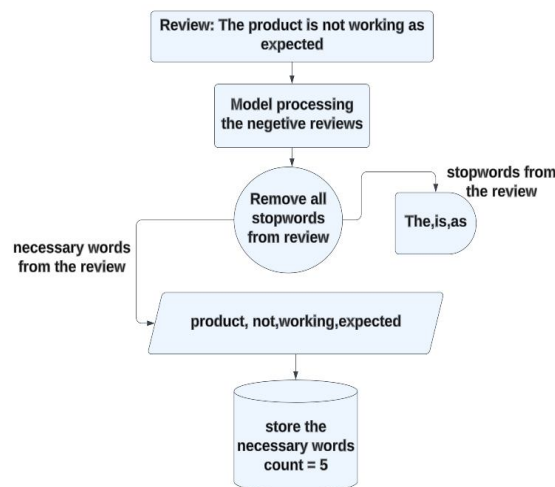 Review: The product is not working as
expected
Model processing
the negetive reviews
Remove all
stopwords
from review
stopwords from
the review
The,is,as
necessary words
from the review
product, not,working,expected
store the
necessary words
count = 5